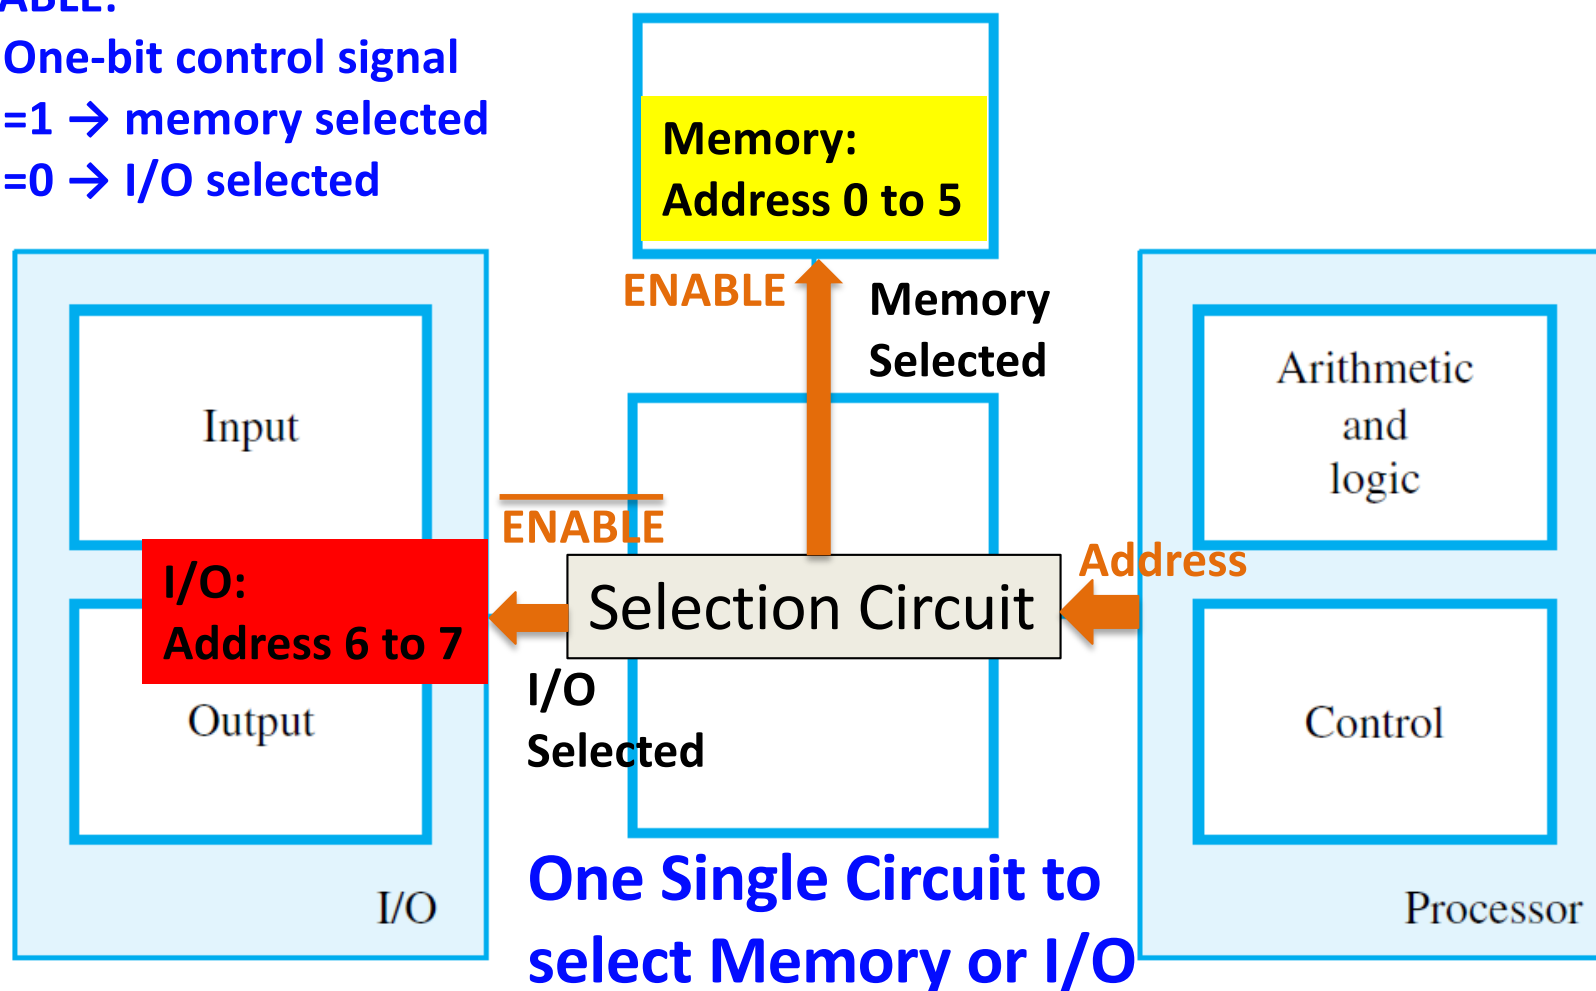 ABLE:
One-bit control signal
=1 → memory selected
=0 → I/O selected
Memory:
Address 0 to 5
ENABLE
Memory
Selected
Input
Arithmetic
and
logic
ENABLE
Address
I/O:
Address 6 to 7
Selection Circuit
I/O
Selected
Output
Control
One Single Circuit to
select Memory or I/O
I/O
Processor